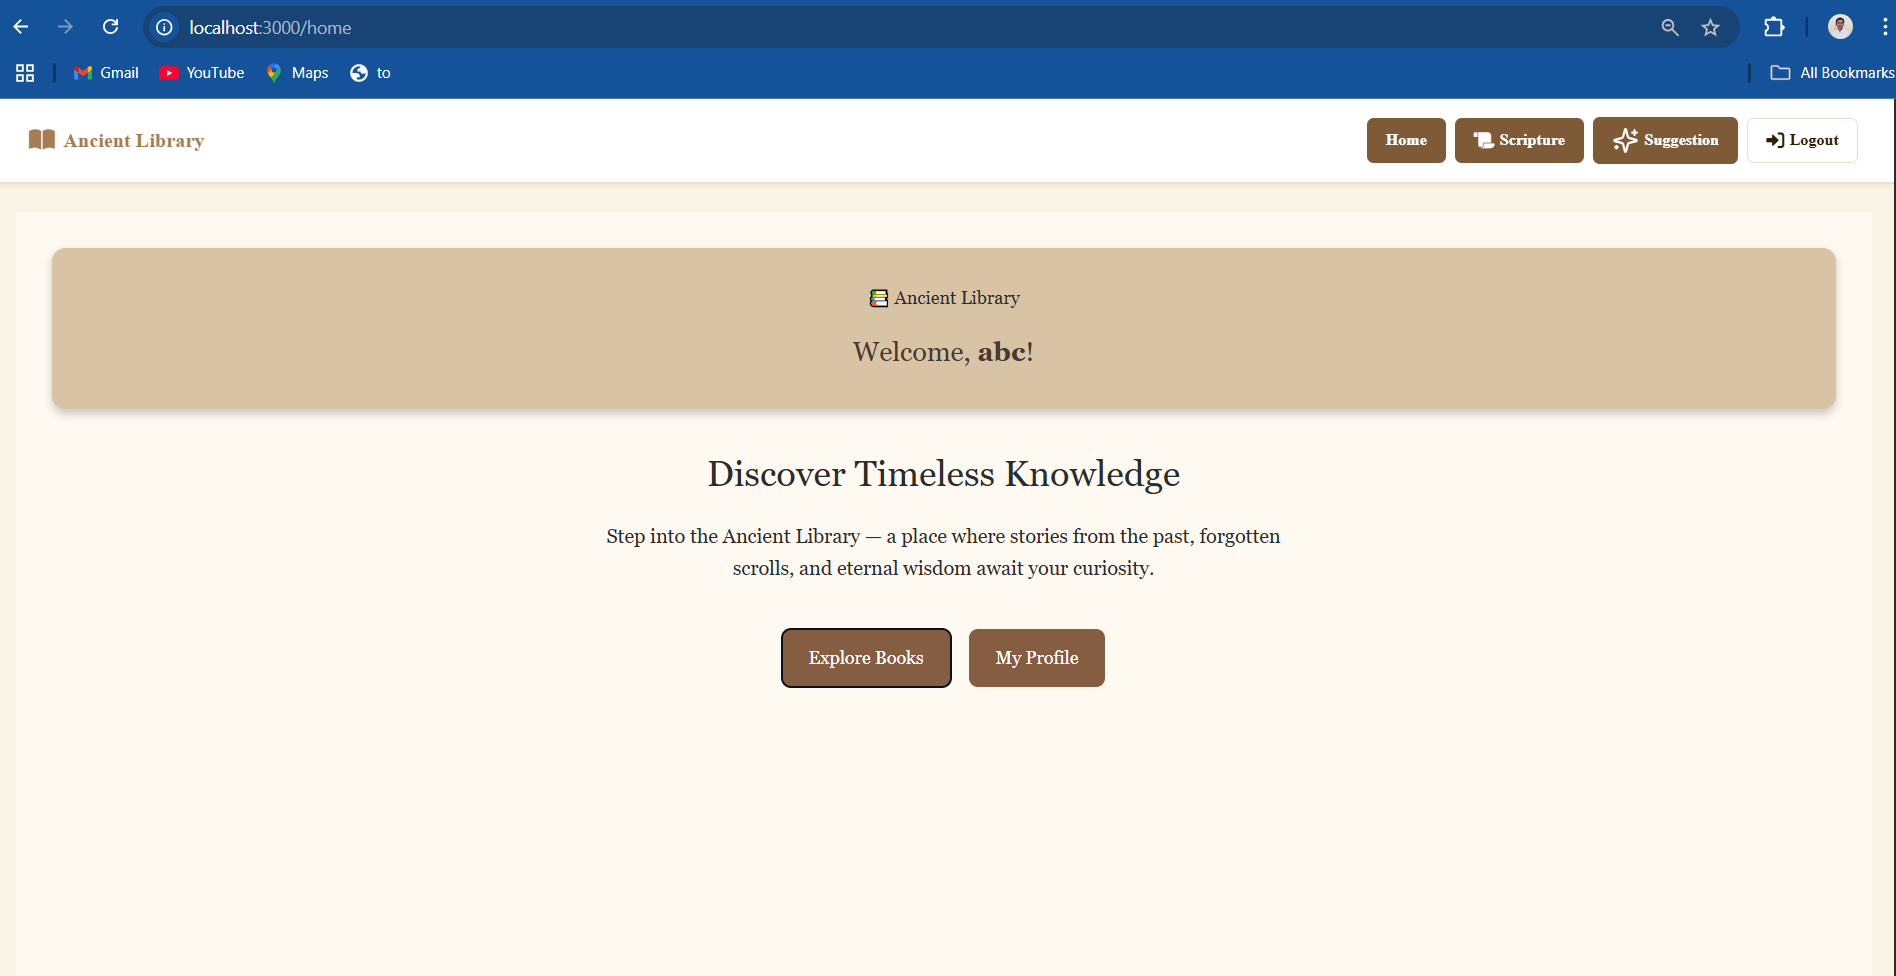 localhost:3000/home
Gmail YouTube Maps to All Bookmarks
Ancient Library Home Scripture Suggestion Logout
Ancient Library
Welcome, abc!
Discover Timeless Knowledge
Step into the Ancient Library — a place where stories from the past, forgotten
scrolls, and eternal wisdom await your curiosity.
Explore Books My Profile